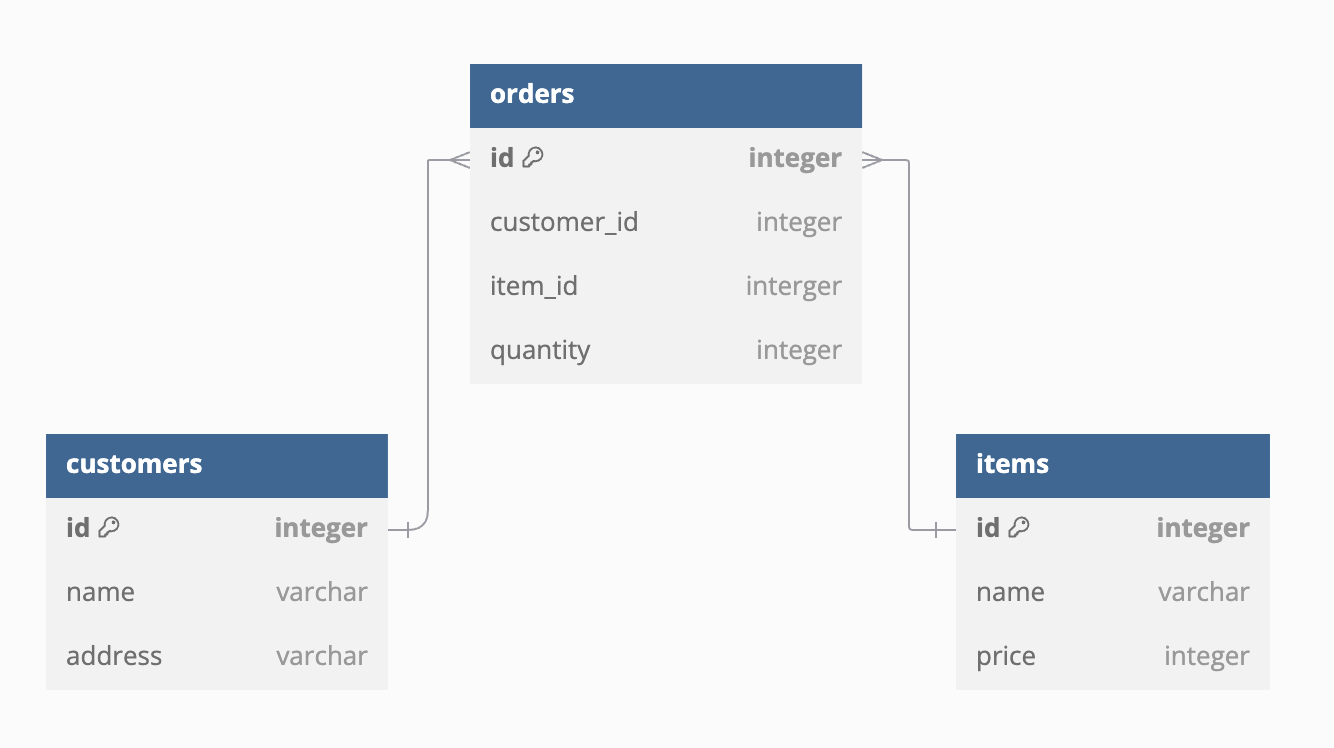 orders
id integer
customer_id integer
item_id interger
quantity integer
customers
id integer
name varchar
address varchar
items
id integer
name varchar
price integer